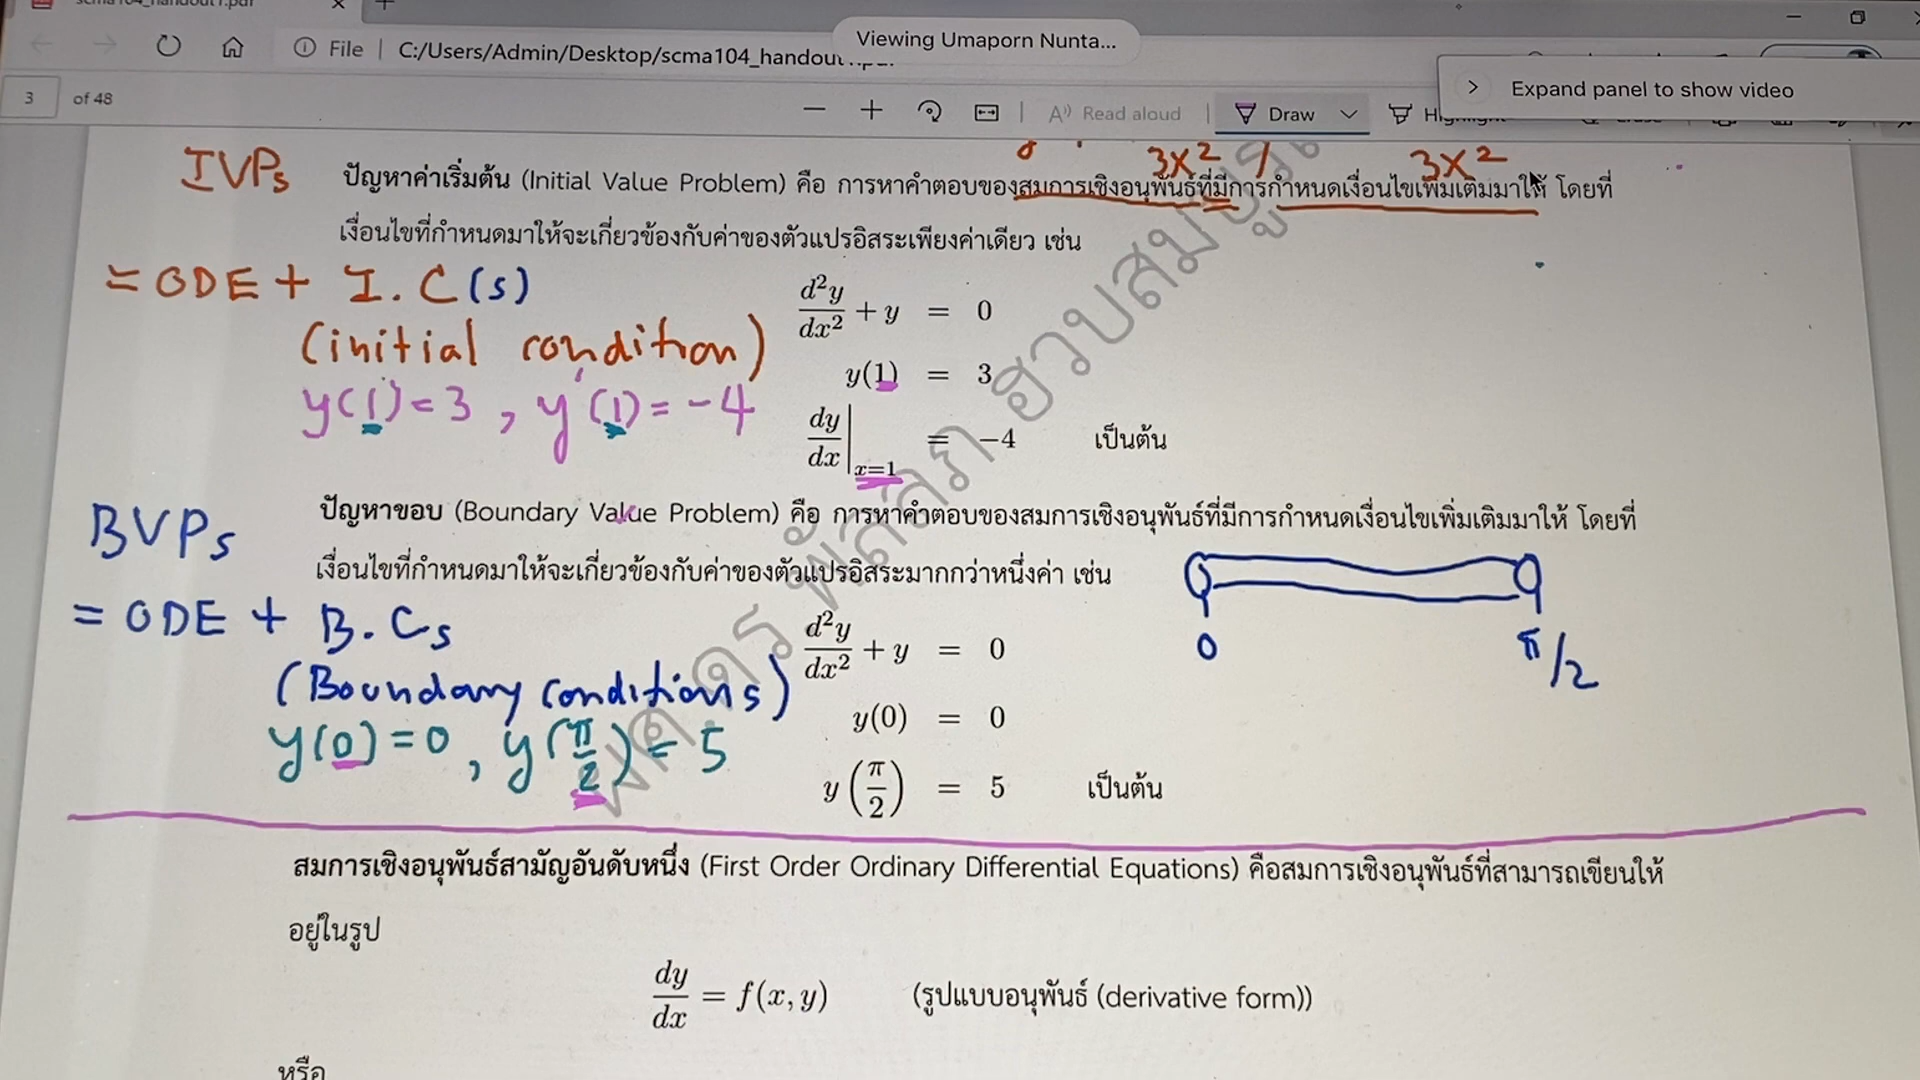 Viewing Umaporn Nunta...
File | C:/Users/Admin/Desktop/scma104_handout
Expand panel to show video
3 of 48
Read aloud
Draw
3x² 3x²
IVPs
ปัญหาค่าเริ่มต้น (Initial Value Problem) คือ การหาคำตอบของสมการเชิงอนุพันธ์ที่มีการกำหนดเงื่อนไขเพิ่มเติมมาให้ โดยที่
เงื่อนไขที่กำหนดมาให้จะเกี่ยวข้องกับค่าของตัวแปรอิสระเพียงค่าเดียว เช่น
= ODE + I.C(s)
(initial condition)
y(1)=3, y'(1)=-4
d²y/dx² + y = 0
y(1) = 3
dy/dx|x=1 = −4 เป็นต้น
BVPs
ปัญหาขอบ (Boundary Value Problem) คือ การหาคำตอบของสมการเชิงอนุพันธ์ที่มีการกำหนดเงื่อนไขเพิ่มเติมมาให้ โดยที่
เงื่อนไขที่กำหนดมาให้จะเกี่ยวข้องกับค่าของตัวแปรอิสระมากกว่าหนึ่งค่า เช่น
= ODE + B.Cs
(Boundary conditions)
y(0)=0, y(π/2)=5
d²y/dx² + y = 0
y(0) = 0
y(π/2) = 5 เป็นต้น
0 π/2
สมการเชิงอนุพันธ์สามัญอันดับหนึ่ง (First Order Ordinary Differential Equations) คือสมการเชิงอนุพันธ์ที่สามารถเขียนให้
อยู่ในรูป
dy/dx = f(x, y) (รูปแบบอนุพันธ์ (derivative form))
หรือ